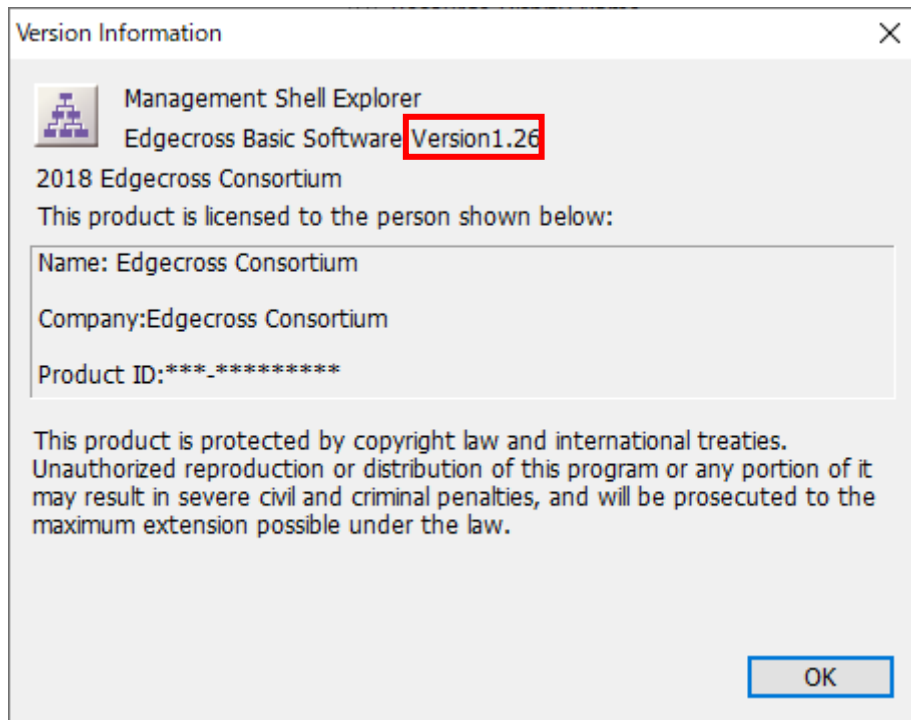 Version Information
Management Shell Explorer
Edgecross Basic Software Version1.26
2018 Edgecross Consortium
This product is licensed to the person shown below:
Name: Edgecross Consortium
Company:Edgecross Consortium
Product ID:***-*********
This product is protected by copyright law and international treaties.
Unauthorized reproduction or distribution of this program or any portion of it
may result in severe civil and criminal penalties, and will be prosecuted to the
maximum extension possible under the law.
OK